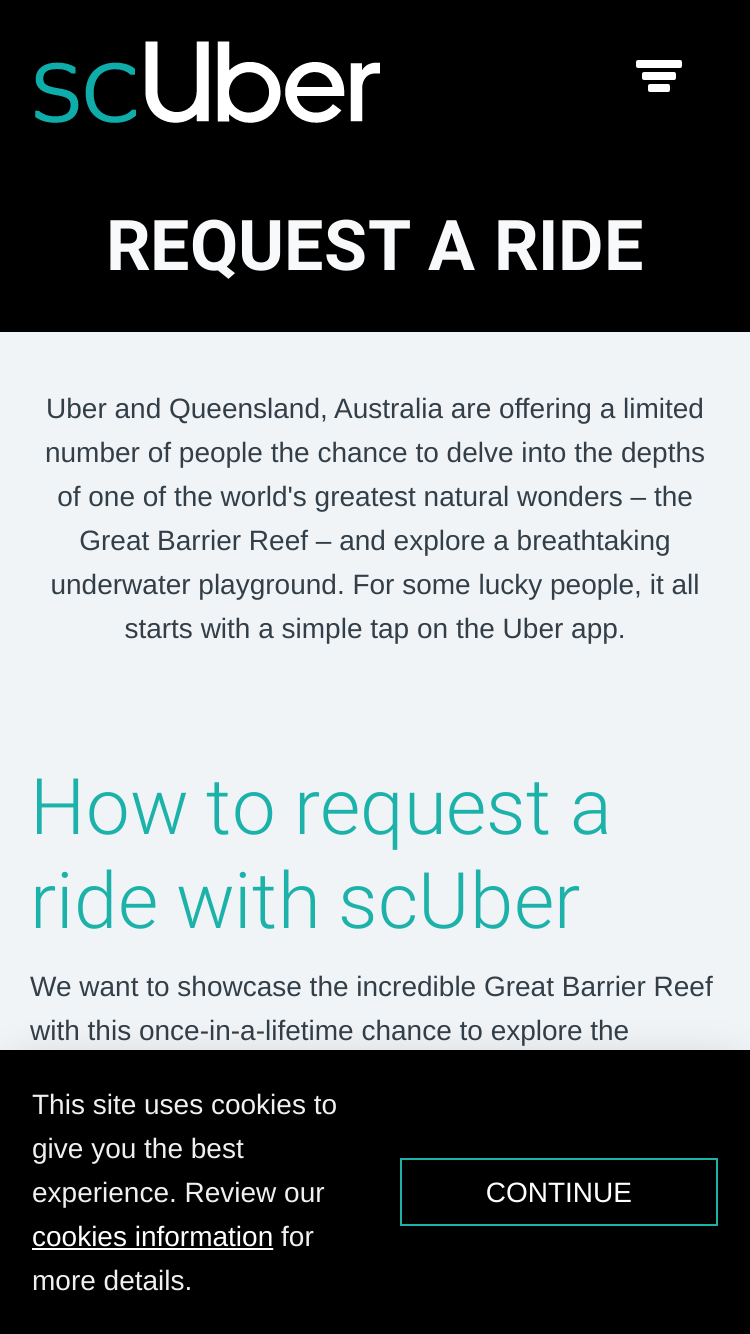 scUber
REQUEST A RIDE
Uber and Queensland, Australia are offering a limited
number of people the chance to delve into the depths
of one of the world's greatest natural wonders – the
Great Barrier Reef – and explore a breathtaking
underwater playground. For some lucky people, it all
starts with a simple tap on the Uber app.
How to request a
ride with scUber
We want to showcase the incredible Great Barrier Reef
with this once-in-a-lifetime chance to explore the
This site uses cookies to
give you the best
experience. Review our
cookies information for
more details.
CONTINUE